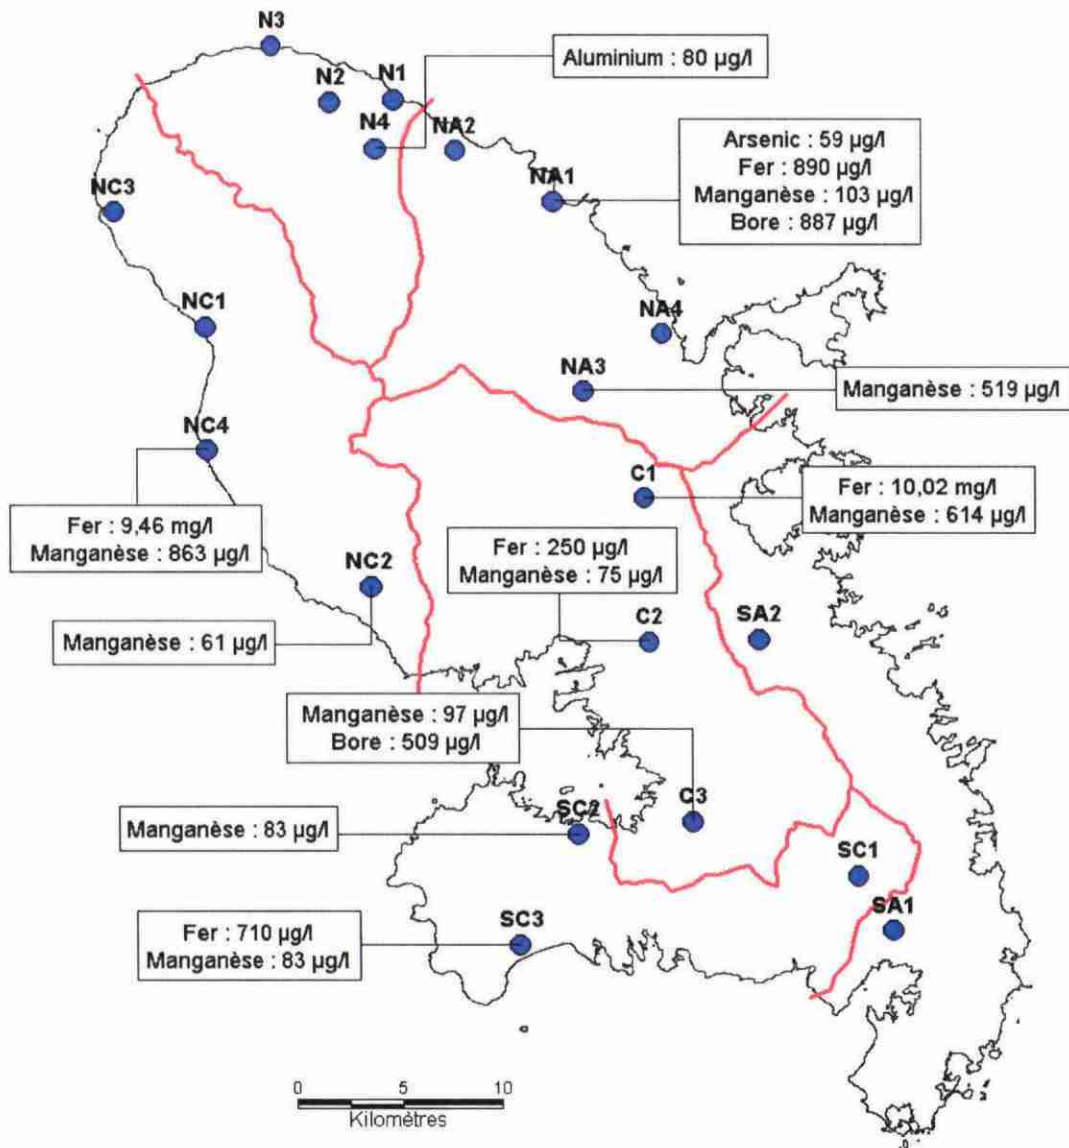 N3
N2
N1
Aluminium : 80 µg/l
N4
NA2
Arsenic : 59 µg/l
Fer : 890 µg/l
Manganèse : 103 µg/l
Bore : 887 µg/l
NA1
NC3
NC1
NA4
NA3
Manganèse : 519 µg/l
NC4
C1
Fer : 10,02 mg/l
Manganèse : 614 µg/l
Fer : 9,46 mg/l
Manganèse : 863 µg/l
Fer : 250 µg/l
Manganèse : 75 µg/l
NC2
C2
SA2
Manganèse : 61 µg/l
Manganèse : 97 µg/l
Bore : 509 µg/l
C3
SC2
Manganèse : 83 µg/l
SC1
SA1
SC3
Fer : 710 µg/l
Manganèse : 83 µg/l
0 5 10
Kilomètres